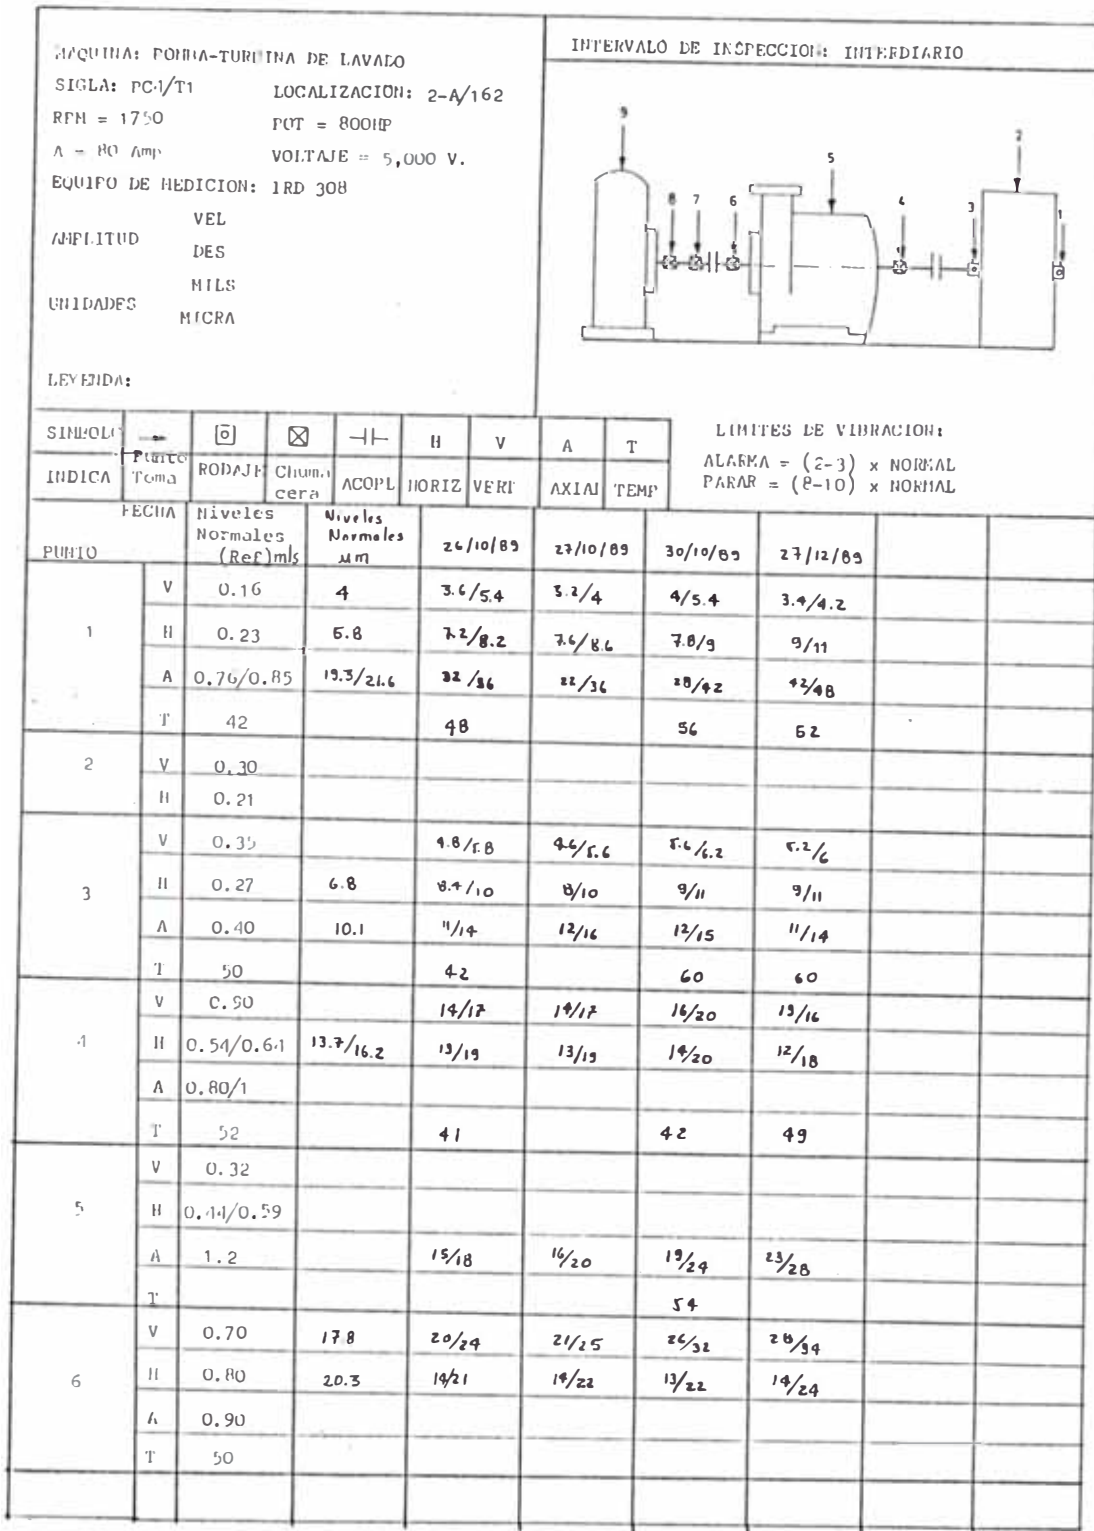 MAQUINA: BOMBA-TURBINA DE LAVADO
SIGLA: PC-1/T1 LOCALIZACION: 2-A/162
RPM = 1750 POT = 800HP
A = 80 Amp VOLTAJE = 5,000 V.
EQUIPO DE MEDICION: IRD 308
VEL
AMPLITUD
DES
MILS
UNIDADES
MICRA
LEYENDA:
INTERVALO DE INSPECCION: INTERDIARIO
9
2
5
8 7 6 4 3 1
SIMBOLO H V A T
INDICA Punto Toma RODAJE Chumacera ACOPL HORIZ VERT AXIAL TEMP
LIMITES DE VIBRACION:
ALARMA = (2-3) x NORMAL
PARAR = (8-10) x NORMAL
FECHA PUNTO Niveles Normales (Ref)mls Niveles Normales µm 26/10/89 27/10/89 30/10/89 27/12/89
1 V 0.16 4 3.6/5.4 3.2/4 4/5.4 3.4/4.2
H 0.23 5.8 7.2/8.2 7.6/8.6 7.8/9 9/11
A 0.76/0.85 19.3/21.6 32/36 22/36 28/42 42/48
T 42 48 56 52
2 V 0.30
H 0.21
3 V 0.35 4.8/5.8 4.6/5.6 5.6/6.2 5.2/6
H 0.27 6.8 8.4/10 8/10 9/11 9/11
A 0.40 10.1 11/14 12/16 12/15 11/14
T 50 42 60 60
4 V 0.90 14/17 14/17 16/20 13/16
H 0.54/0.64 13.7/16.2 13/19 13/19 14/20 12/18
A 0.80/1
T 52 41 42 49
5 V 0.32
H 0.44/0.59
A 1.2 15/18 16/20 19/24 23/28
T 54
6 V 0.70 17.8 20/24 21/25 26/32 28/34
H 0.80 20.3 14/21 14/22 13/22 14/24
A 0.90
T 50